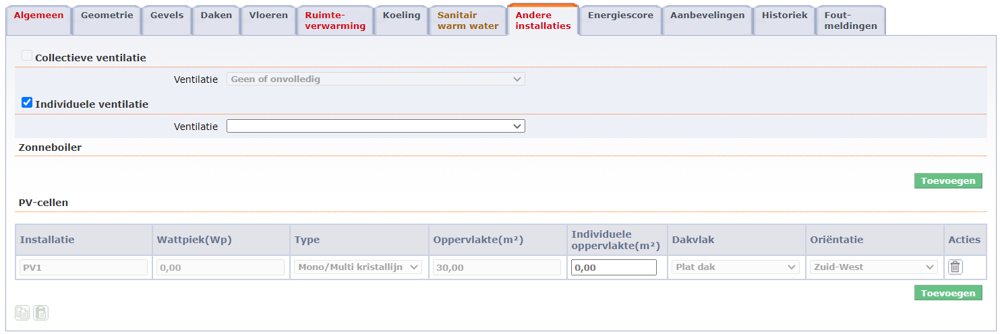 Algemeen Geometrie Gevels Daken Vloeren Ruimte-verwarming Koeling Sanitair warm water Andere installaties Energiescore Aanbevelingen Historiek Fout-meldingen
Collectieve ventilatie
Ventilatie Geen of onvolledig
Individuele ventilatie
Ventilatie
Zonneboiler
Toevoegen
PV-cellen
Installatie Wattpiek(Wp) Type Oppervlakte(m²) Individuele oppervlakte(m²) Dakvlak Oriëntatie Acties
PV1 0,00 Mono/Multi kristallijn 30,00 0,00 Plat dak Zuid-West
Toevoegen